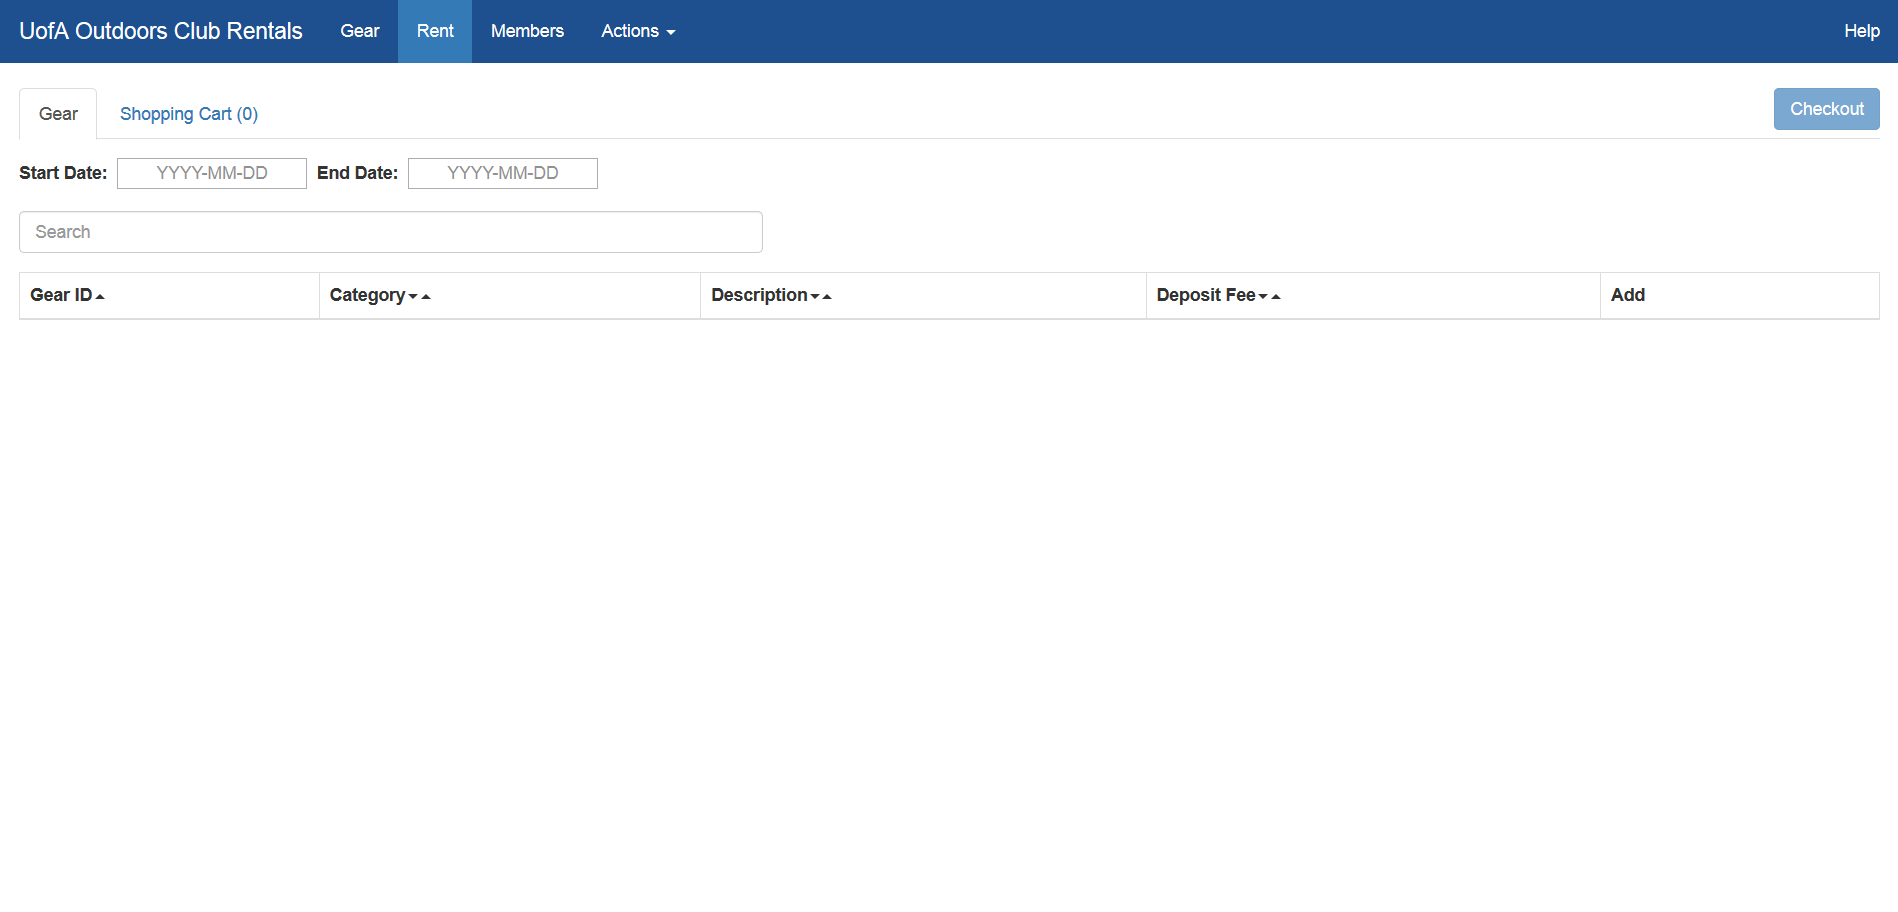 UofA Outdoors Club Rentals Gear Rent Members Actions Help
Gear Shopping Cart (0) Checkout
Start Date: YYYY-MM-DD End Date: YYYY-MM-DD
Search
Gear ID Category Description Deposit Fee Add